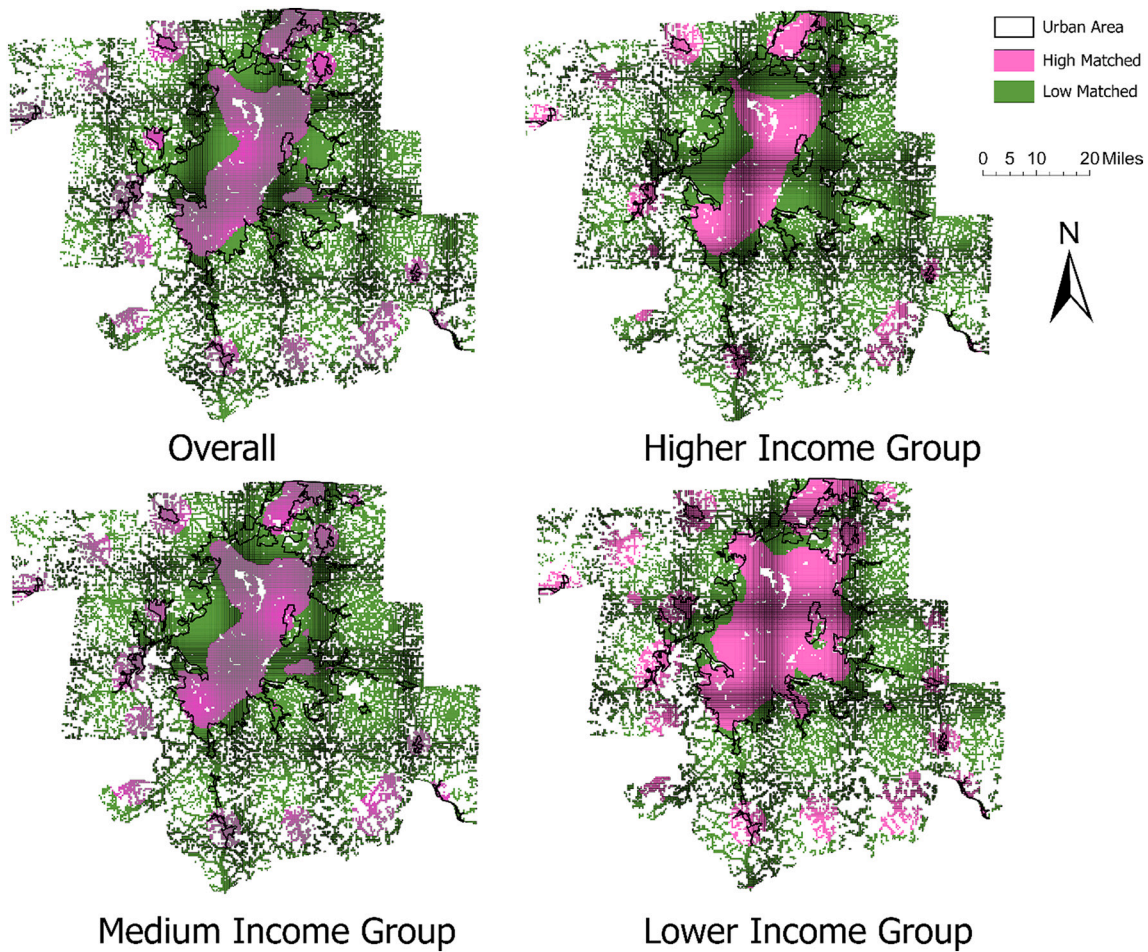 Urban Area
High Matched
Low Matched
0 5 10 20 Miles
N
Overall
Higher Income Group
Medium Income Group
Lower Income Group